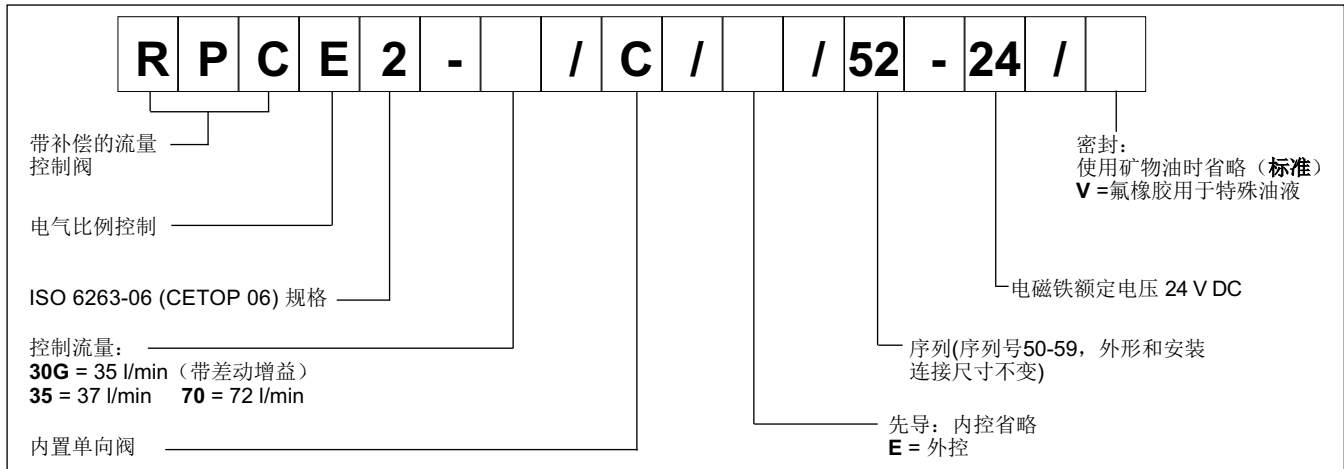 RPCE2 - / C / / 52 - 24 /
带补偿的流量
控制阀
电气比例控制
ISO 6263-06 (CETOP 06) 规格
控制流量：
30G = 35 l/min（带差动增益）
35 = 37 l/min 70 = 72 l/min
内置单向阀
密封：
使用矿物油时省略（标准）
V =氟橡胶用于特殊油液
电磁铁额定电压 24 V DC
序列(序列号50-59，外形和安装
连接尺寸不变)
先导：内控省略
E = 外控